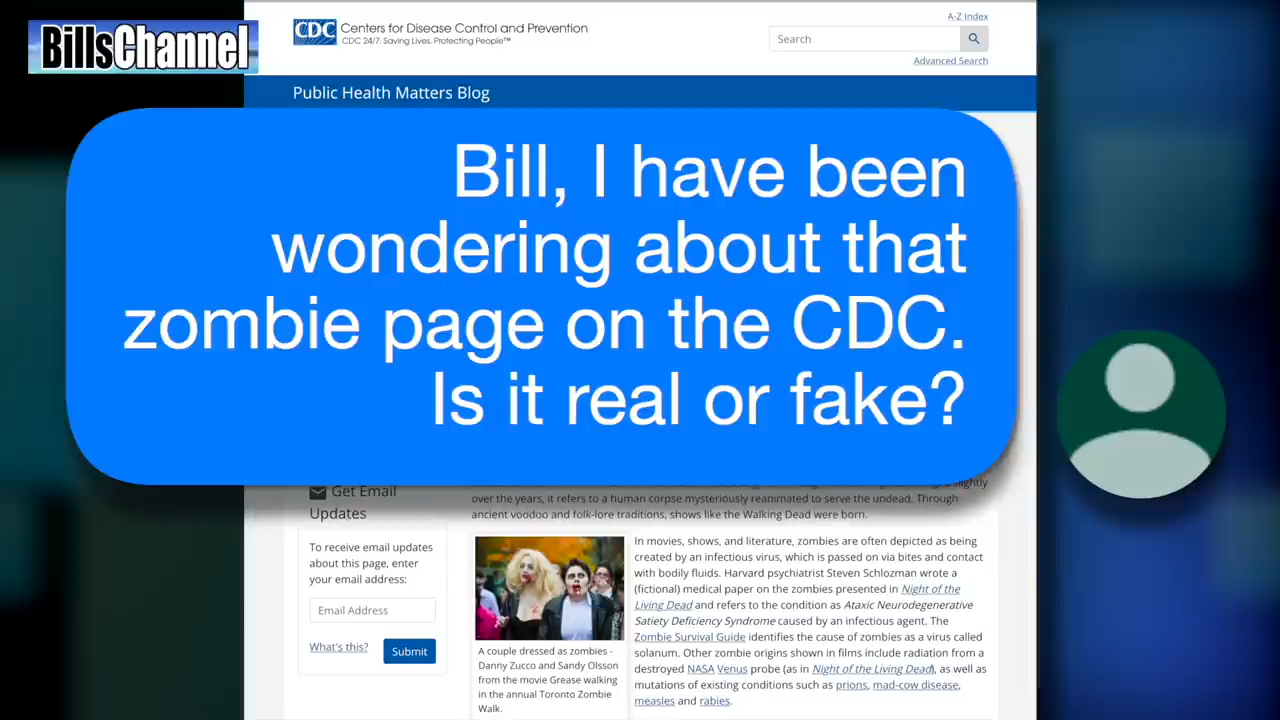 BillsChannel
CDC Centers for Disease Control and Prevention
CDC 24/7: Saving Lives. Protecting People™
A-Z Index
Search
Advanced Search
Public Health Matters Blog
Bill, I have been
wondering about that
zombie page on the CDC.
Is it real or fake?
Get Email
Updates
To receive email updates
about this page, enter
your email address:
Email Address
What's this?
Submit
slightly
over the years, it refers to a human corpse mysteriously reammated to serve the undead. Through
ancient voodoo and folk-lore traditions, shows like the Walking Dead were born.
A couple dressed as zombies -
Danny Zucco and Sandy Olsson
from the movie Grease walking
in the annual Toronto Zombie
Walk.
In movies, shows, and literature, zombies are often depicted as being
created by an infectious virus, which is passed on via bites and contact
with bodily fluids. Harvard psychiatrist Steven Schlozman wrote a
(fictional) medical paper on the zombies presented in Night of the
Living Dead and refers to the condition as Ataxic Neurodegenerative
Satiety Deficiency Syndrome caused by an infectious agent. The
Zombie Survival Guide identifies the cause of zombies as a virus called
solanum. Other zombie origins shown in films include radiation from a
destroyed NASA Venus probe (as in Night of the Living Dead), as well as
mutations of existing conditions such as prions, mad-cow disease,
measles and rabies.